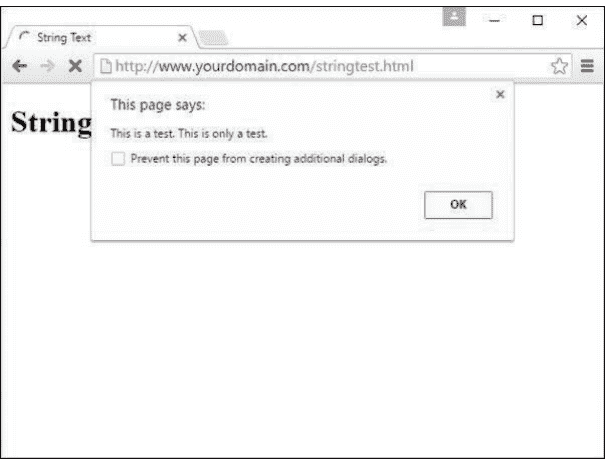 String Text
http://www.yourdomain.com/stringtest.html
String
This page says:
This is a test. This is only a test.
Prevent this page from creating additional dialogs.
OK